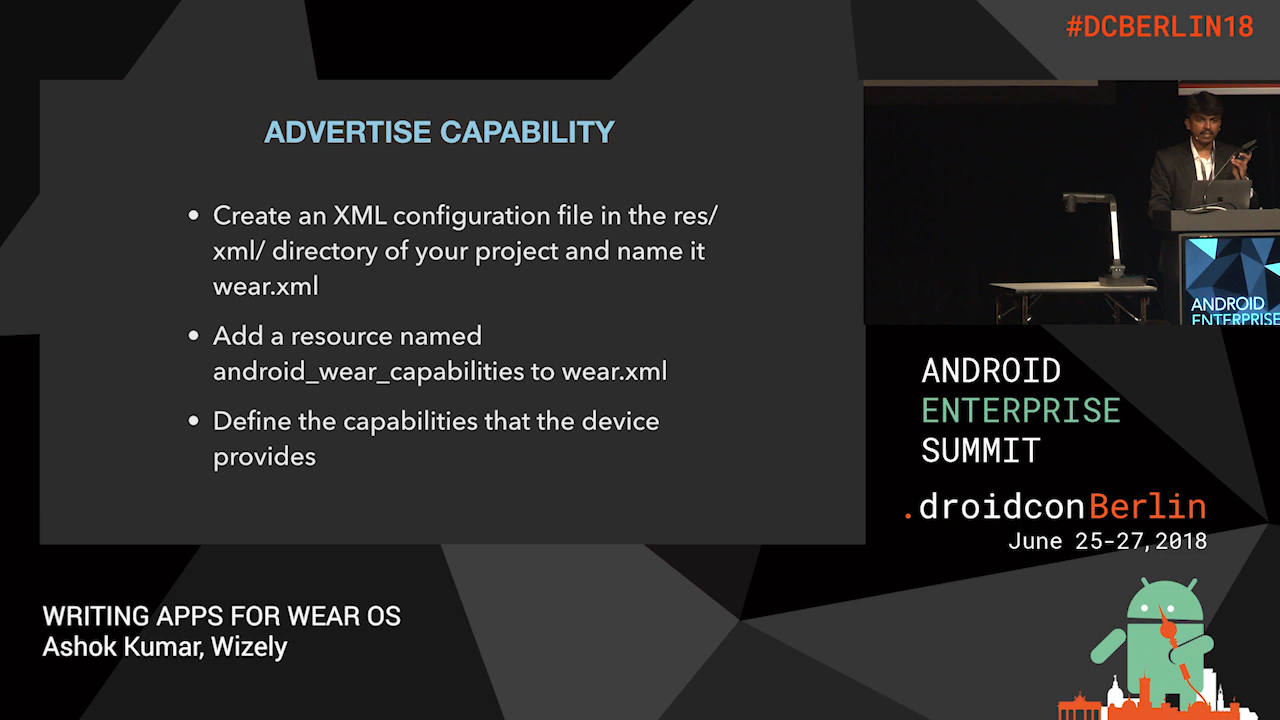 #DCBERLIN18
ADVERTISE CAPABILITY
• Create an XML configuration file in the res/
xml/ directory of your project and name it
wear.xml
• Add a resource named
android_wear_capabilities to wear.xml
• Define the capabilities that the device
provides
ANDROID
ENTERPRISE
ANDROID
ENTERPRISE
SUMMIT
.droidconBerlin
June 25-27, 2018
WRITING APPS FOR WEAR OS
Ashok Kumar, Wizely